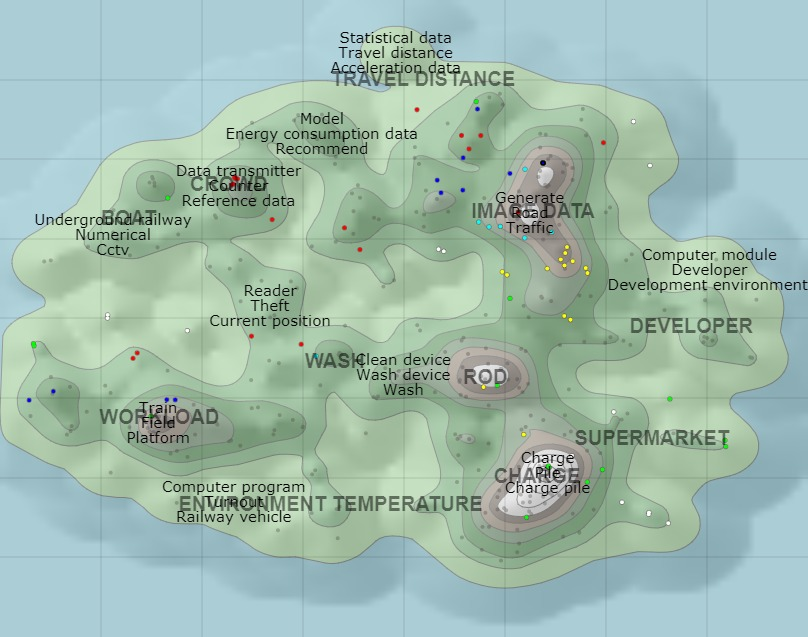 Statistical data
Travel distance
Acceleration data
TRAVEL DISTANCE
Model
Energy consumption data
Recommend
Data transmitter
CROWD
Counter
Reference data
Generate
IMAGE DATA
Road
Traffic
BOAT
Underground railway
Numerical
Cctv
Computer module
Developer
Development environment
Reader
Theft
Current position
DEVELOPER
WASH
Clean device
Wash device
Wash
ROD
Train
WORKLOAD
Field
Platform
SUPERMARKET
Charge
CHARGE
Pile
Charge pile
Computer program
ENVIRONMENT TEMPERATURE
Turnout
Railway vehicle